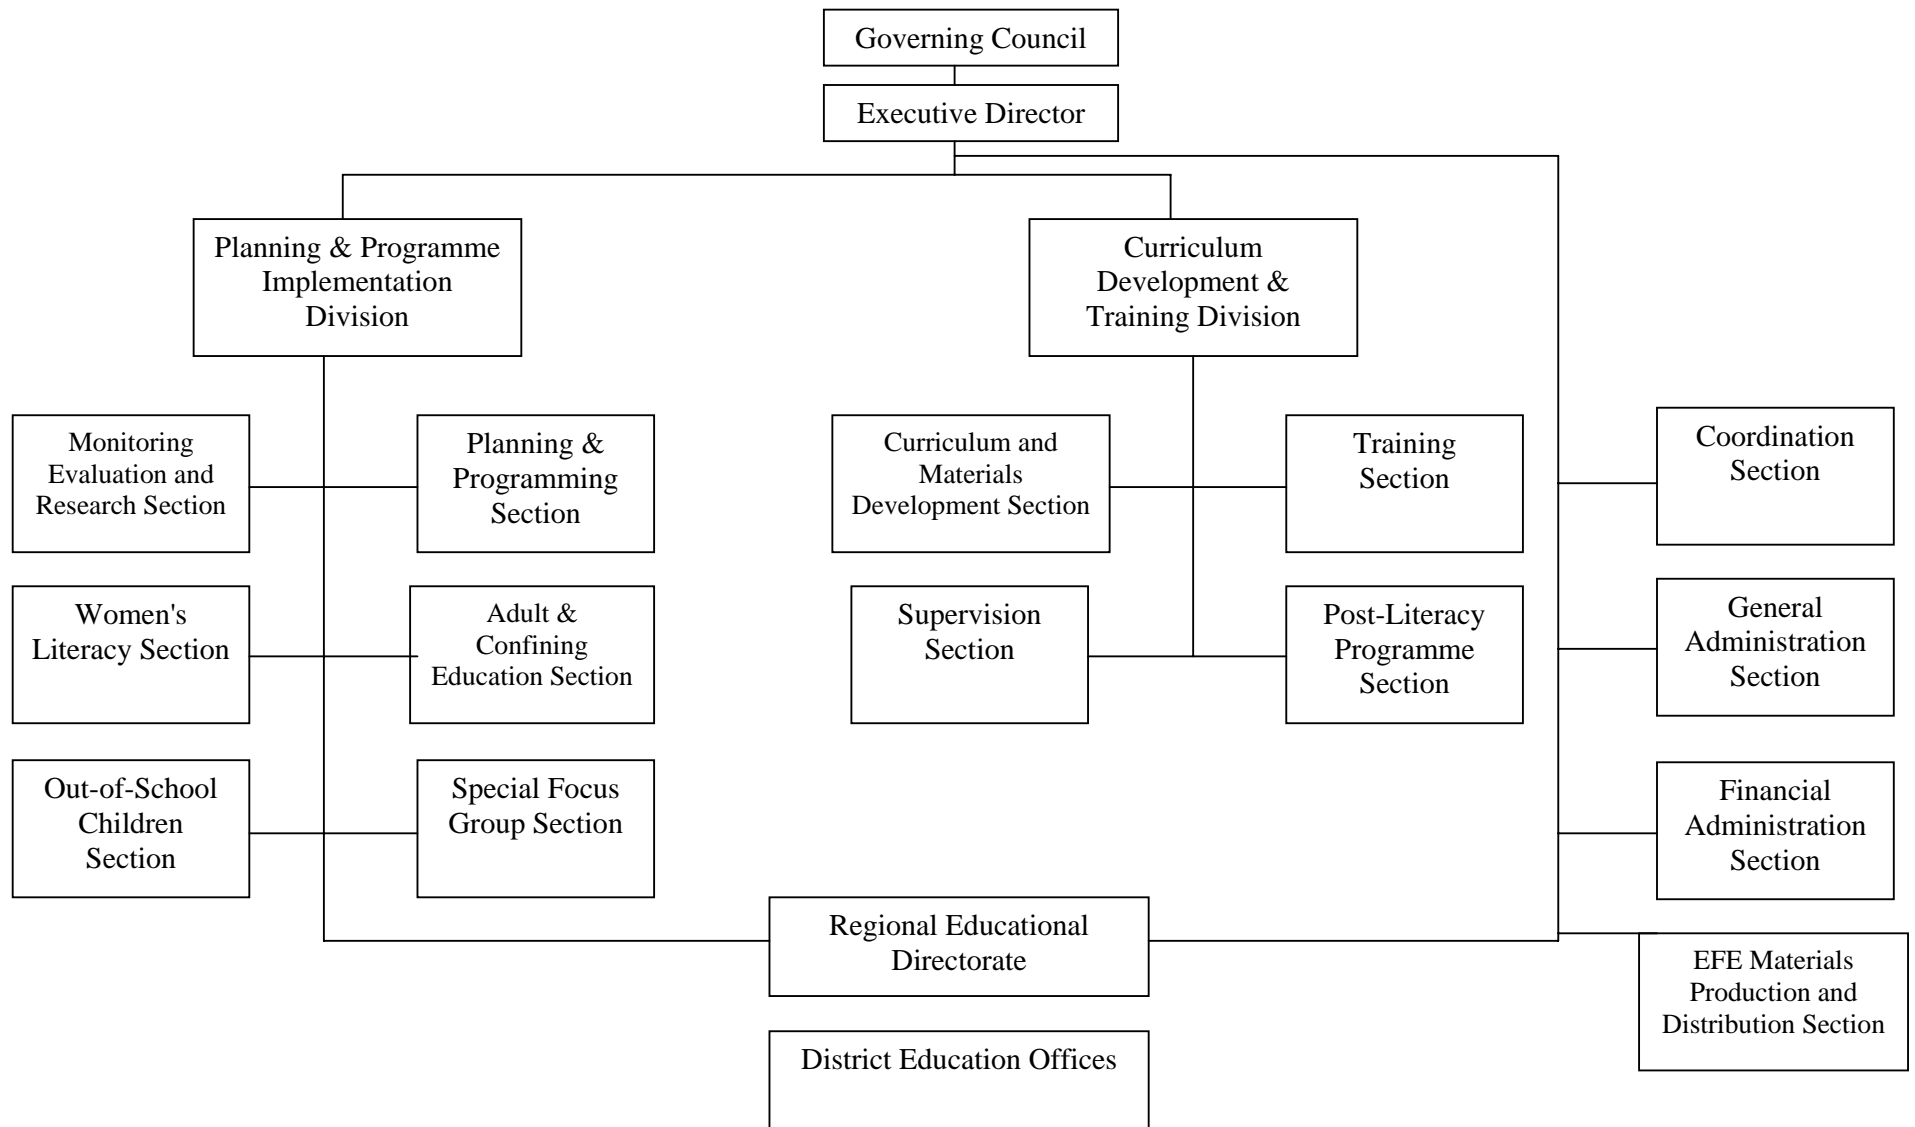 Governing Council
Executive Director
Planning & Programme
Implementation
Division
Curriculum
Development &
Training Division
Monitoring
Evaluation and
Research Section
Planning &
Programming
Section
Curriculum and
Materials
Development Section
Training
Section
Coordination
Section
Women's
Literacy Section
Adult &
Confining
Education Section
Supervision
Section
Post-Literacy
Programme
Section
General
Administration
Section
Out-of-School
Children
Section
Special Focus
Group Section
Financial
Administration
Section
Regional Educational
Directorate
EFE Materials
Production and
Distribution Section
District Education Offices